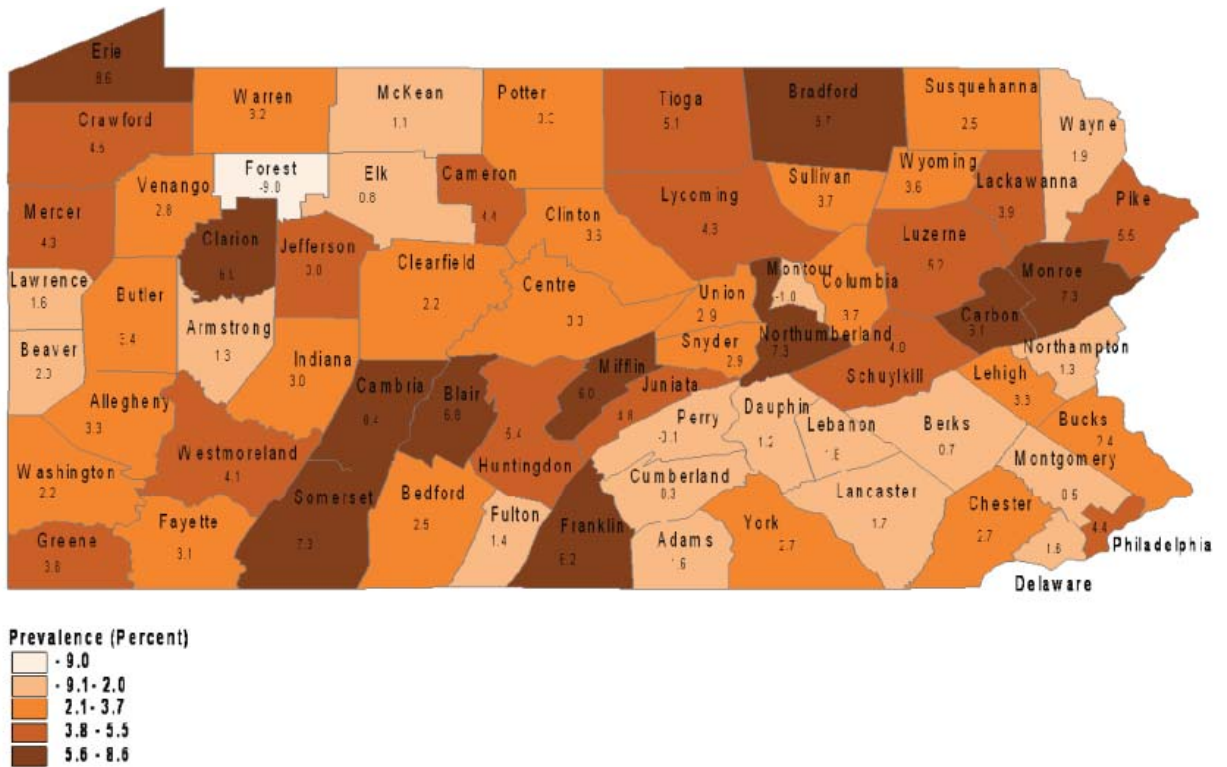 Erie
8.6
Warren
3.2
McKean
1.1
Potter
Tioga
5.1
Bradford
Susquehanna
2.5
Wayne
1.9
Crawford
4.5
Forest
-9.0
Elk
0.8
Cameron
4.4
Venango
2.8
Sullivan
3.7
Wyoming
3.6
Lackawanna
3.9
Pike
5.5
Mercer
4.3
Clarion
Jefferson
Clinton
Lycoming
4.3
Luzerne
5.2
Lawrence
1.6
Butler
Armstrong
1.3
Clearfield
2.2
Centre
3.3
Union
2.9
Montour
-1.0
Columbia
3.7
Monroe
7.3
Carbon
Beaver
Indiana
3.0
Snyder
2.9
Northumberland
7.3
Northampton
1.3
Allegheny
3.3
Cambria
Blair
6.8
Mifflin
6.0
Juniata
4.8
Schuylkill
4.0
Lehigh
3.3
Westmoreland
4.1
Huntingdon
5.4
Perry
Dauphin
1.2
Lebanon
Berks
0.7
Bucks
2.4
Washington
2.2
Somerset
7.3
Bedford
2.5
Cumberland
0.3
Lancaster
1.7
Montgomery
Greene
3.8
Fayette
3.1
Fulton
1.4
Franklin
6.2
Adams
1.6
York
2.7
Chester
2.7
4.4
Philadelphia
1.6
Delaware
Prevalence (Percent)
- 9.0
- 9.1 - 2.0
2.1 - 3.7
3.8 - 5.5
5.6 - 8.6